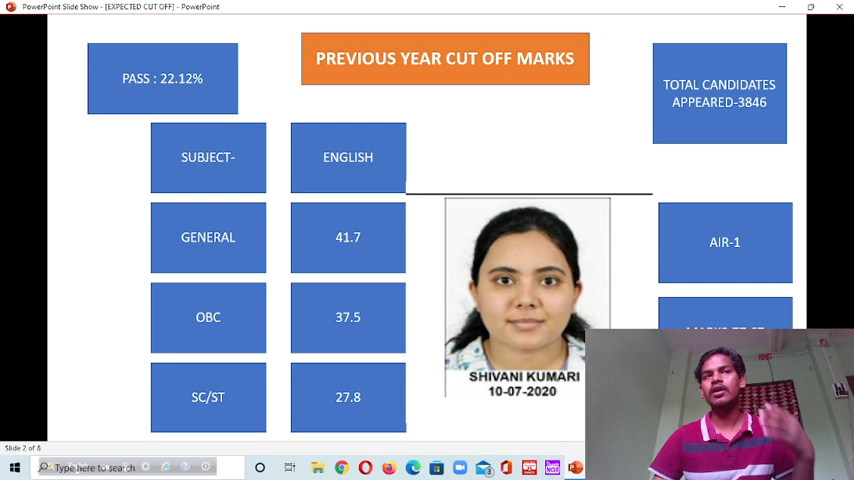 PowerPoint Slide Show - [EXPECTED CUT OFF] - PowerPoint
PREVIOUS YEAR CUT OFF MARKS
PASS : 22.12%
TOTAL CANDIDATES
APPEARED-3846
SUBJECT-
ENGLISH
GENERAL
41.7
AIR-1
OBC
37.5
SHIVANI KUMARI
10-07-2020
SC/ST
27.8
Slide 2 of 8
Type here to search